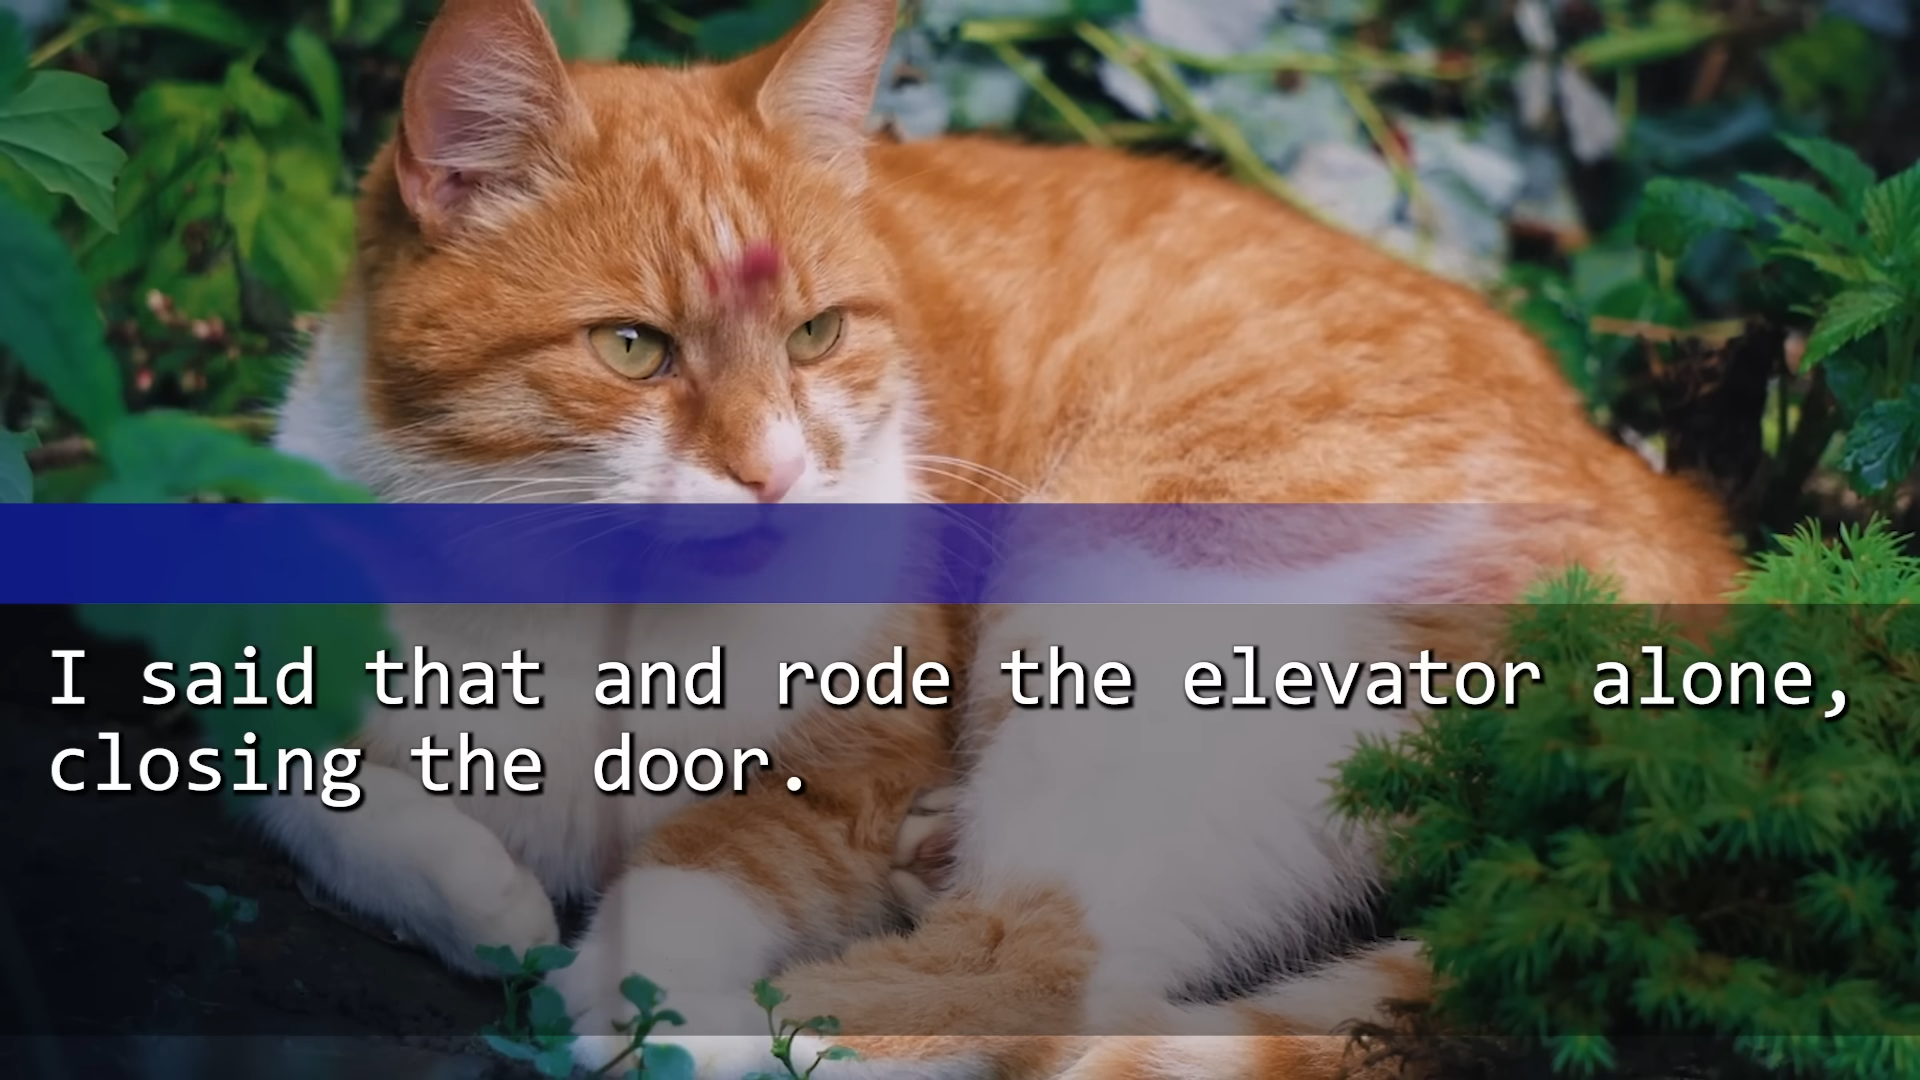 I said that and rode the elevator alone,
closing the door.